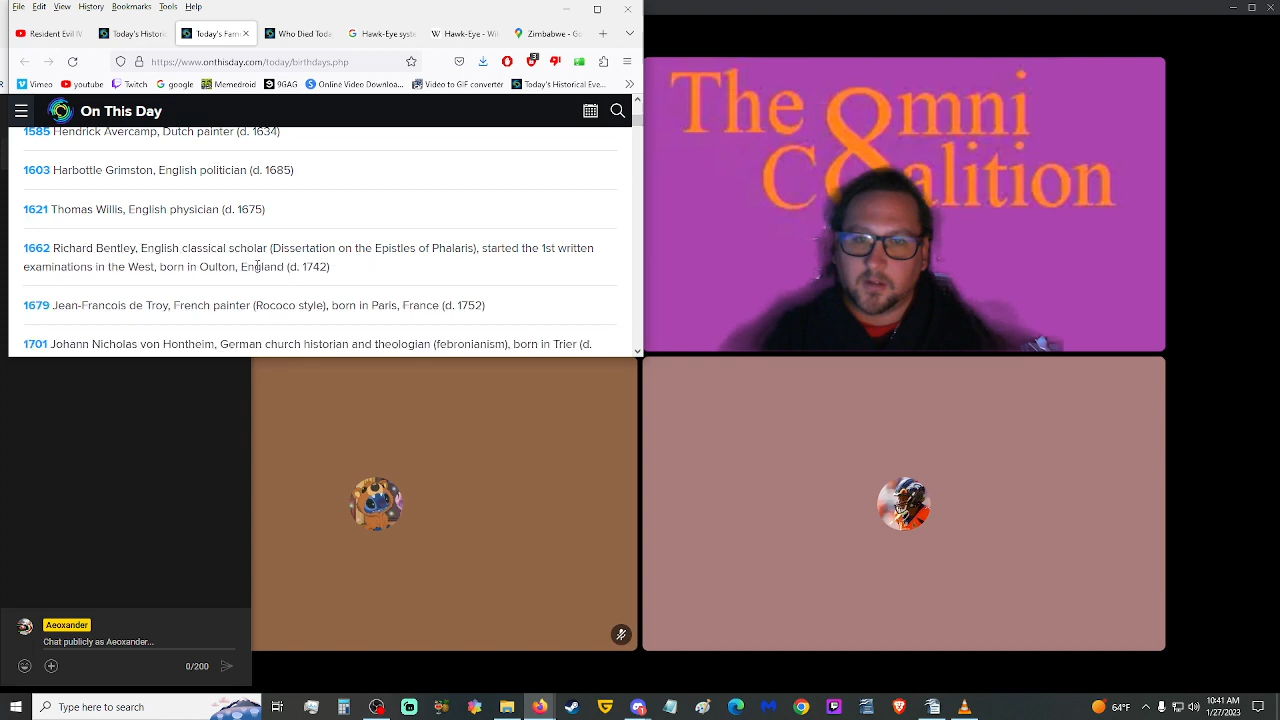 File Edit View History Bookmarks Tools Help
Resident Evil IV
Today's Histori
Today's Fam
Who Died Toda
Hawk-Eye syste
Hawk-Eye - Wi
Zimbabwe - Go
https://www.onthisday.com/today/birthdays.php
3
Vimeo youtube Twitch google Memedroid 9GAG Online Video Downloa... Video to GIF converter Today's Historical Eve...
On This Day
1585 Hendrick Avercamp, Dutch painter (d. 1634)
1603 Harbottle Grimston, English politician (d. 1685)
1621 Thomas Willis, English physician (d. 1675)
1662 Richard Bentley, English classical scholar (Dissertation on the Epistles of Phalaris), started the 1st written
examinations in the West, born in Oulton, England (d. 1742)
1679 Jean-Francois de Troy, French painter (Rococo style), born in Paris, France (d. 1752)
1701 Johann Nicholas von Hontheim, German church historian and theologian (febronianism), born in Trier (d.
The Omni
Coalition
Aeoxander
Chat publicly as Aeoxander...
0/200
Type here to search
64°F
10:41 AM
1/27/2023